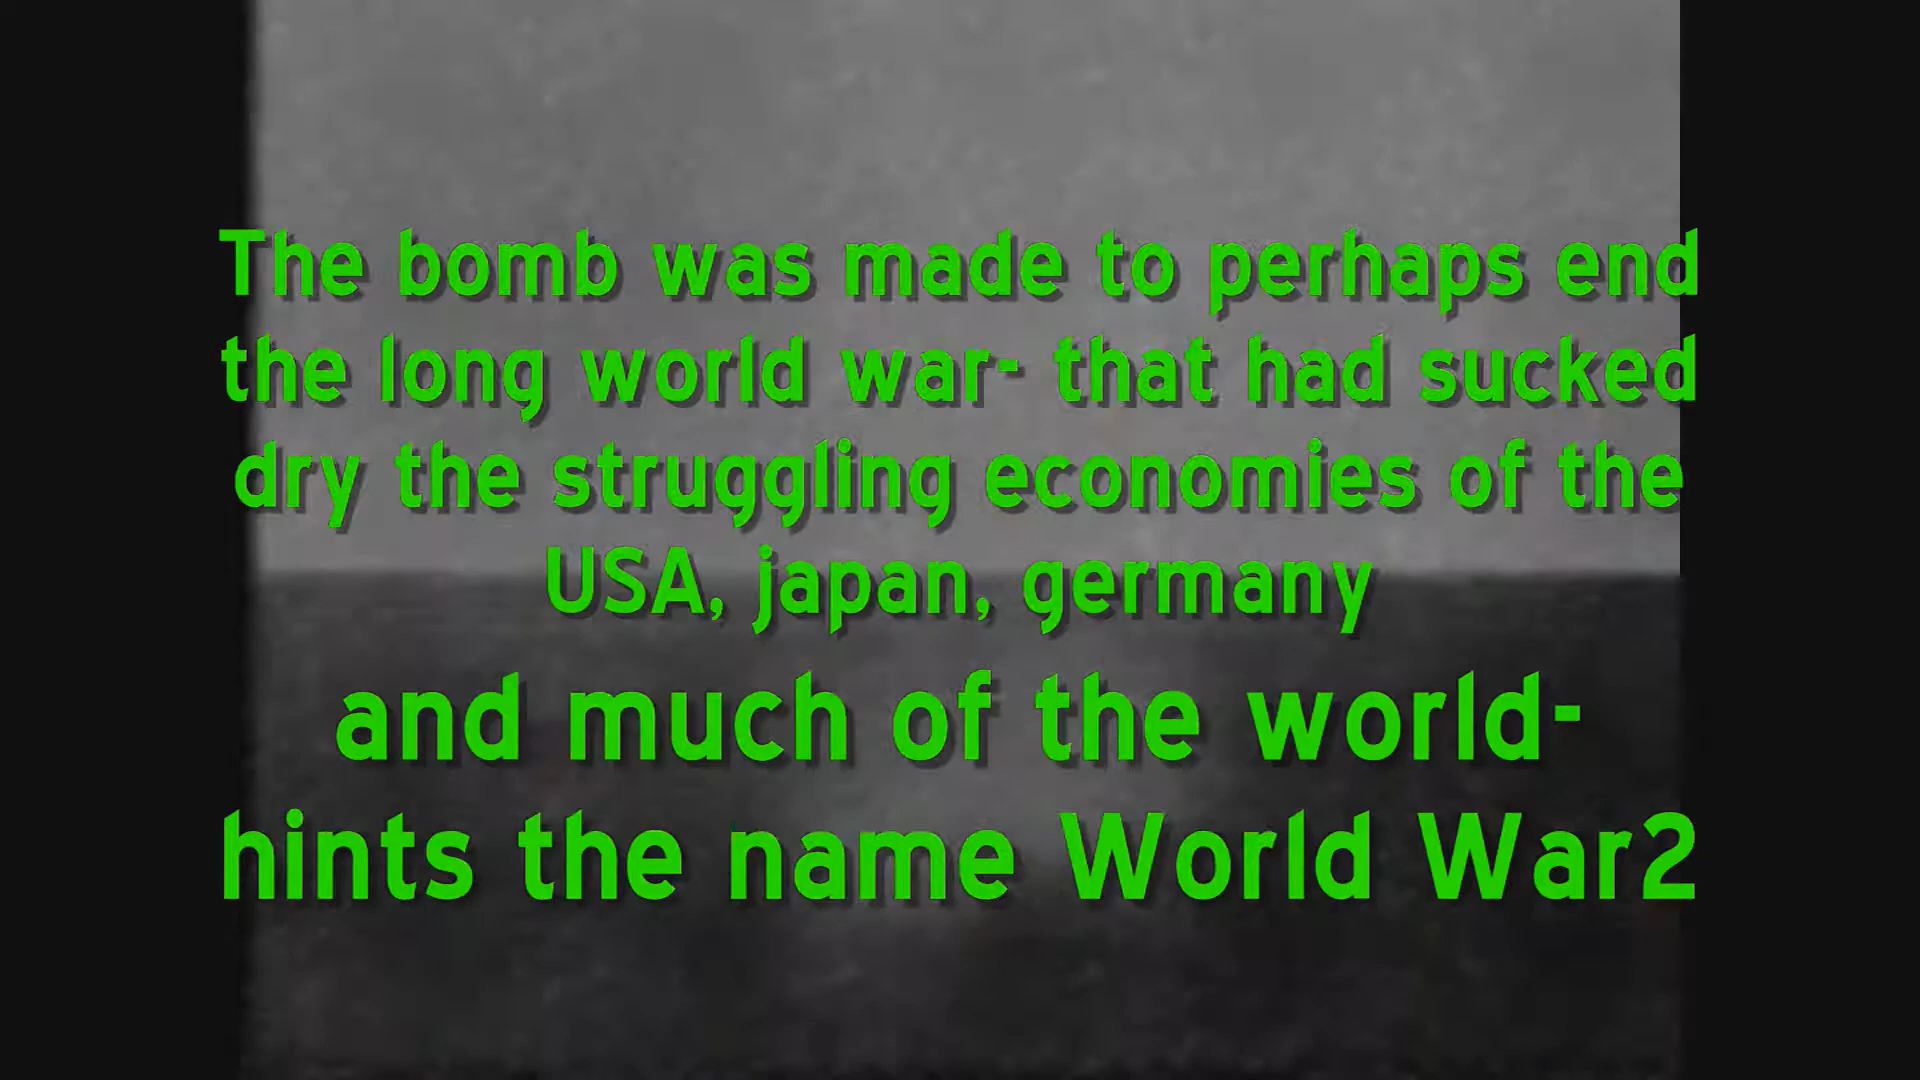 The bomb was made to perhaps end
the long world war- that had sucked
dry the struggling economies of the
USA, japan, germany
and much of the world-
hints the name World War2